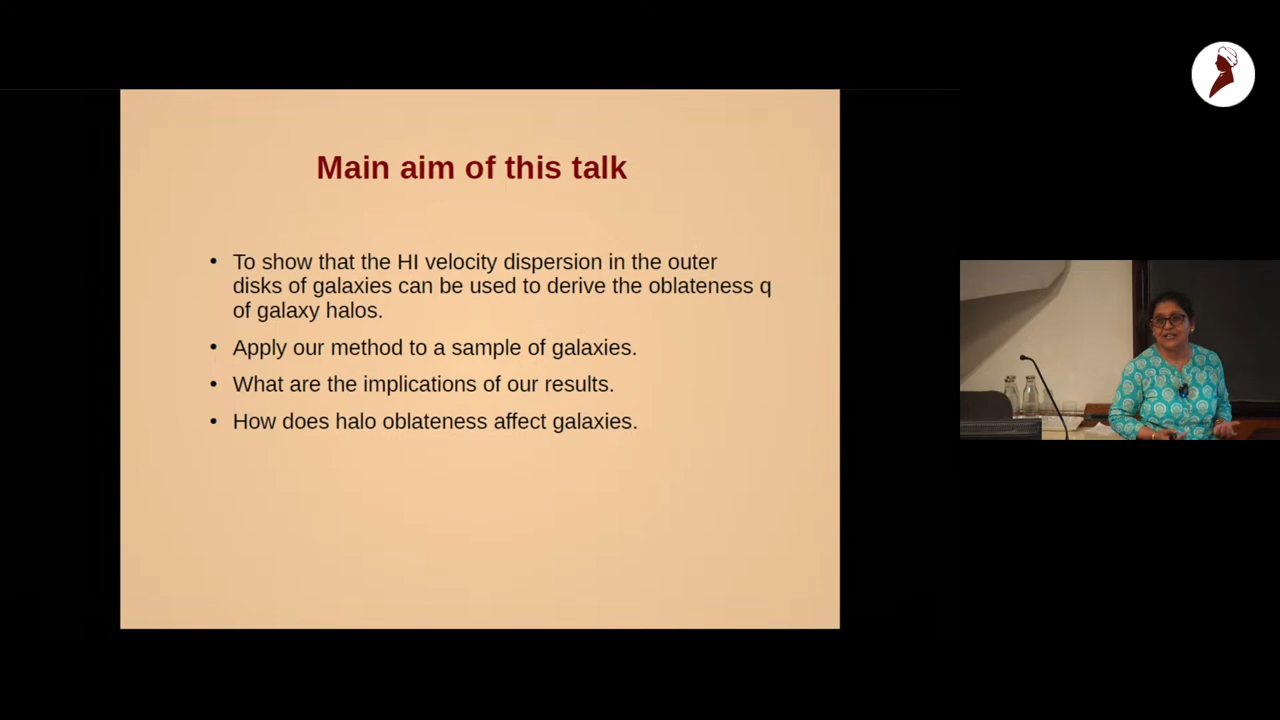 Main aim of this talk
• To show that the HI velocity dispersion in the outer
disks of galaxies can be used to derive the oblateness q
of galaxy halos.
• Apply our method to a sample of galaxies.
• What are the implications of our results.
• How does halo oblateness affect galaxies.